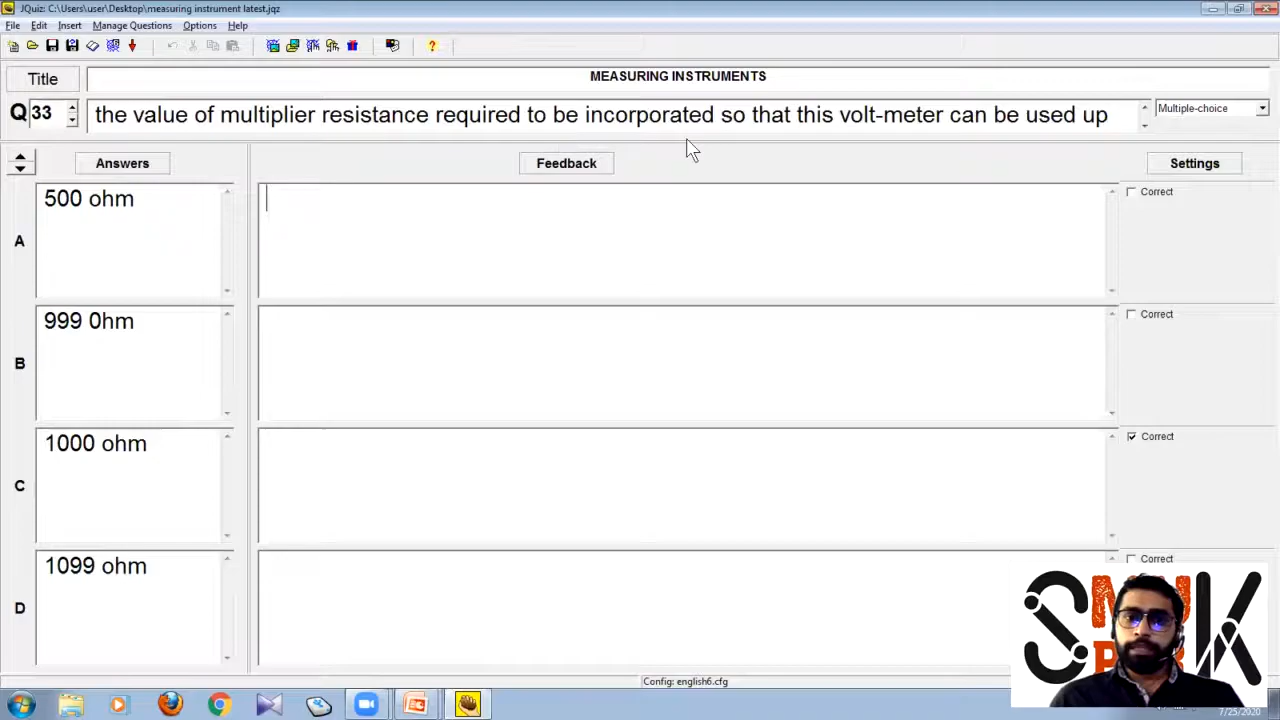 JQuiz: C:\Users\user\Desktop\measuring instrument latest.jqz
File Edit Insert Manage Questions Options Help
Title
MEASURING INSTRUMENTS
Q 33
the value of multiplier resistance required to be incorporated so that this volt-meter can be used up
Multiple-choice
Answers
Feedback
Settings
A
500 ohm
Correct
B
999 0hm
Correct
C
1000 ohm
Correct
D
1099 ohm
Correct
Config: english6.cfg
7/25/2020